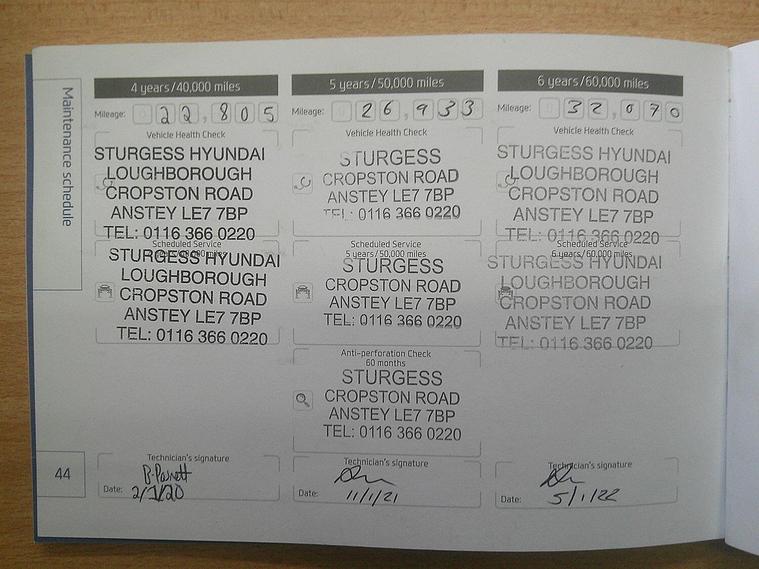 Maintenance schedule
4 years/40,000 miles
Mileage: 22,805
Vehicle Health Check
STURGESS HYUNDAI
LOUGHBOROUGH
CROPSTON ROAD
ANSTEY LE7 7BP
TEL: 0116 366 0220
Scheduled Service
STURGESS HYUNDAI
LOUGHBOROUGH
CROPSTON ROAD
ANSTEY LE7 7BP
TEL: 0116 366 0220
Technician's signature
Date: 2/1/20
5 years/50,000 miles
Mileage: 26,933
Vehicle Health Check
STURGESS
CROPSTON ROAD
ANSTEY LE7 7BP
TEL: 0116 366 0220
Scheduled Service
5 years/50,000 miles
STURGESS
CROPSTON ROAD
ANSTEY LE7 7BP
TEL: 0116 366 0220
Anti-perforation Check
60 months
STURGESS
CROPSTON ROAD
ANSTEY LE7 7BP
TEL: 0116 366 0220
Technician's signature
Date: 11/1/21
6 years/60,000 miles
Mileage: 32,070
Vehicle Health Check
STURGESS HYUNDAI
LOUGHBOROUGH
CROPSTON ROAD
ANSTEY LE7 7BP
TEL: 0116 366 0220
Scheduled Service
6 years/60,000 miles
STURGESS HYUNDAI
LOUGHBOROUGH
CROPSTON ROAD
ANSTEY LE7 7BP
TEL: 0116 366 0220
Technician's signature
Date: 5/1/22
44